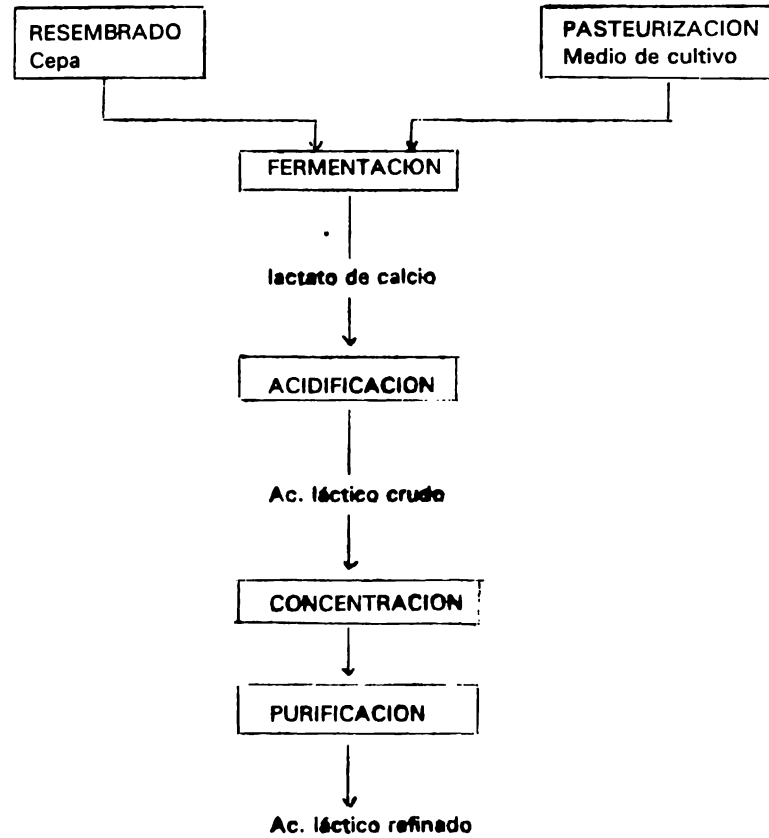 RESEMBRADO
Cepa
PASTEURIZACION
Medio de cultivo
FERMENTACION
lactato de calcio
ACIDIFICACION
Ac. láctico crudo
CONCENTRACION
PURIFICACION
Ac. láctico refinado